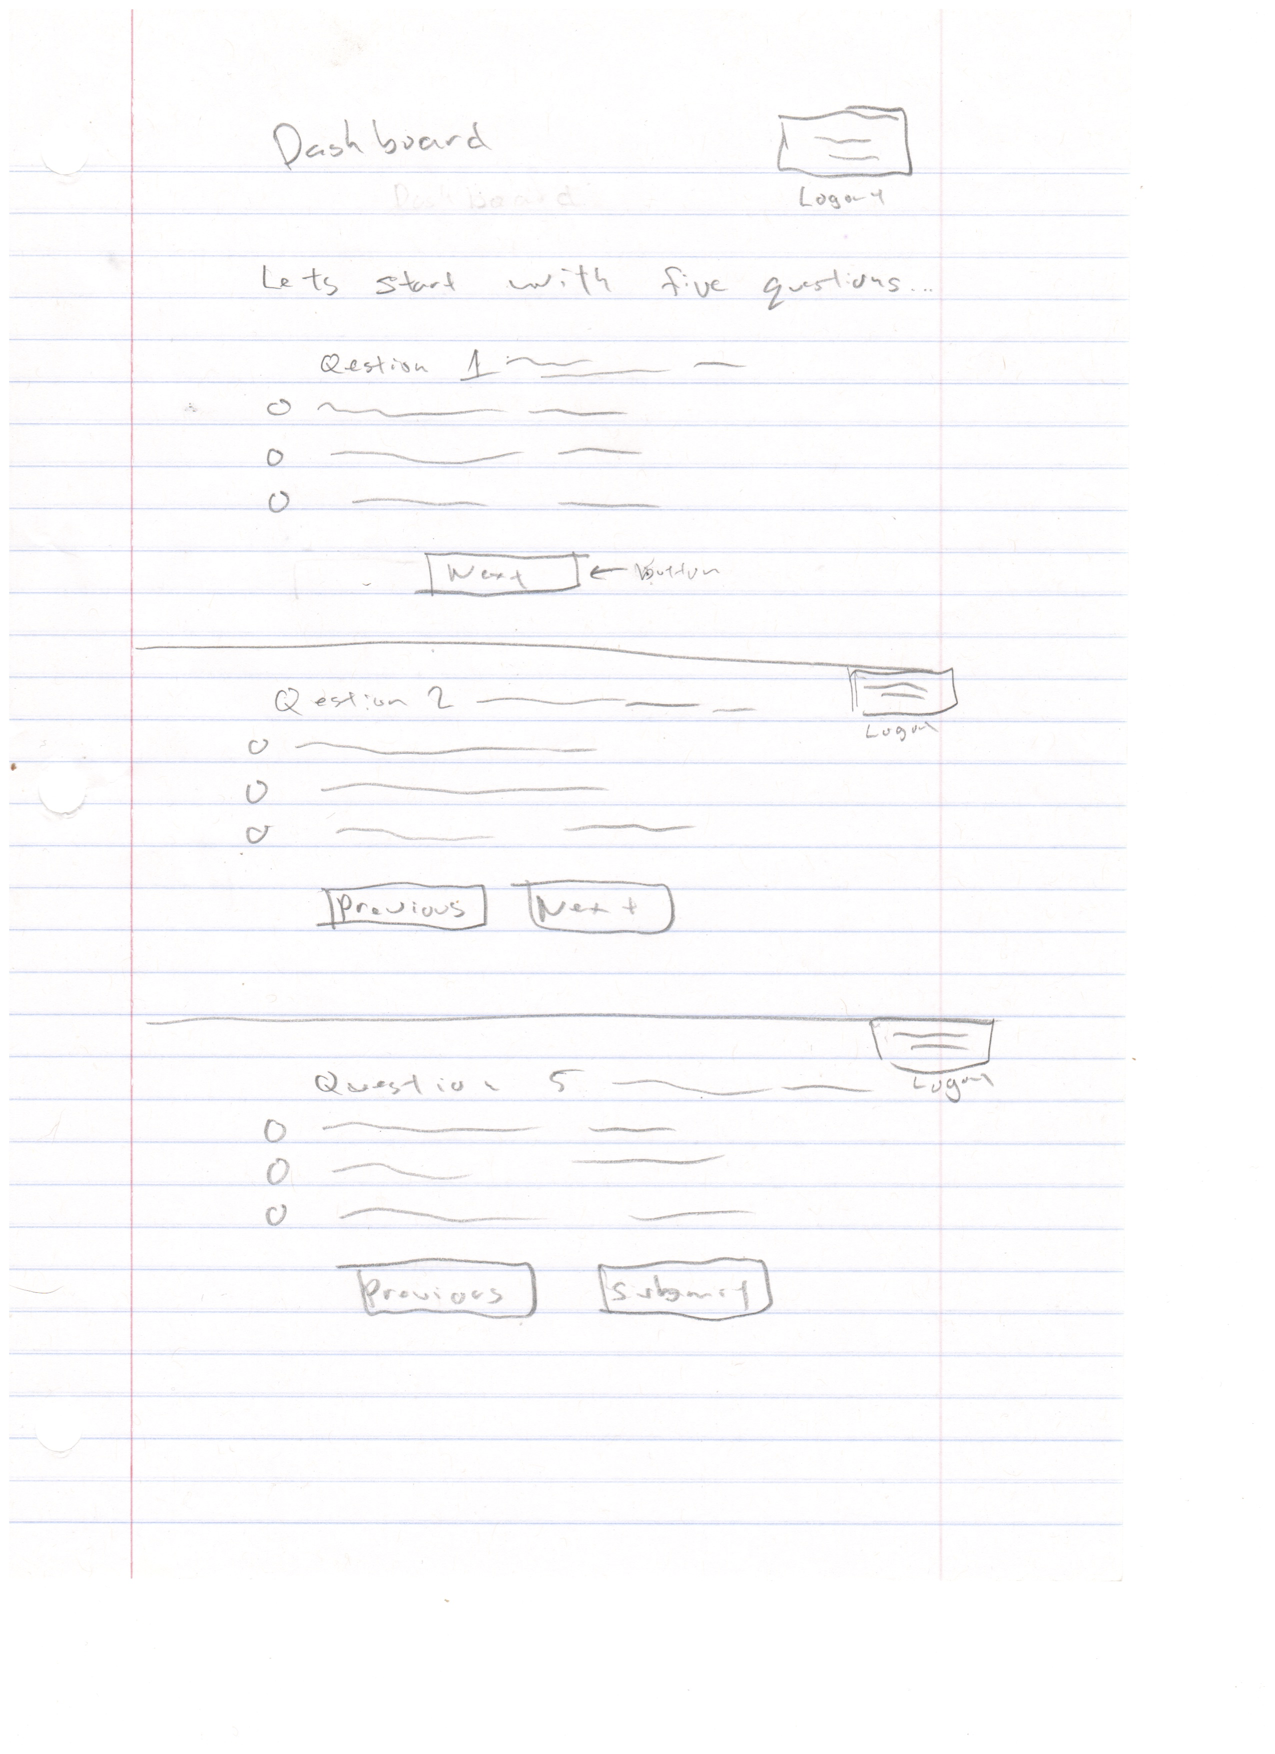 Dashboard
Logout
Dashboard
Lets start with five questions...
Qestion 1
Next ← button
Qestion 2
Logout
Previous Next
Question 5
Logout
Previous Submit